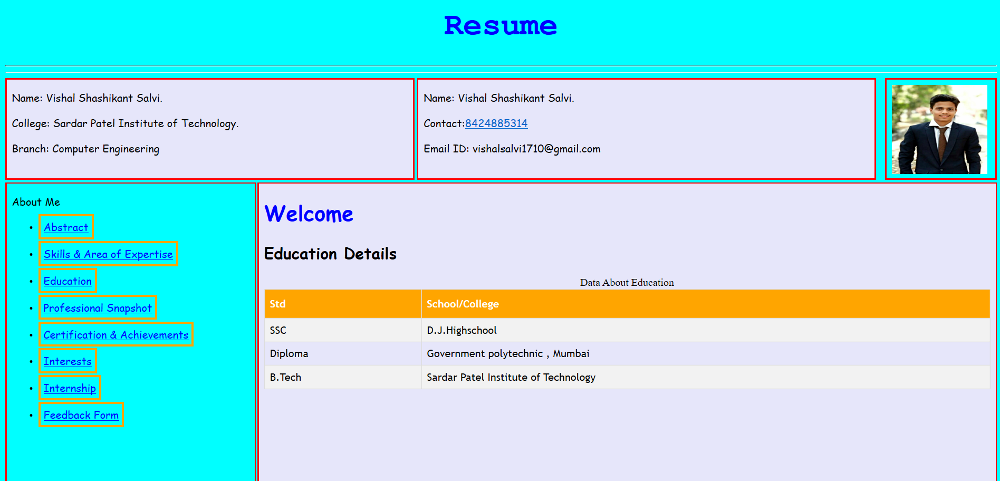 Resume
Name: Vishal Shashikant Salvi.
College: Sardar Patel Institute of Technology.
Branch: Computer Engineering
Name: Vishal Shashikant Salvi.
Contact:8424885314
Email ID: vishalsalvi1710@gmail.com
About Me
• Abstract
• Skills & Area of Expertise
• Education
• Professional Snapshot
• Certification & Achievements
• Interests
• Internship
• Feedback Form
Welcome
Education Details
Data About Education
Std School/College
SSC D.J.Highschool
Diploma Government polytechnic , Mumbai
B.Tech Sardar Patel Institute of Technology